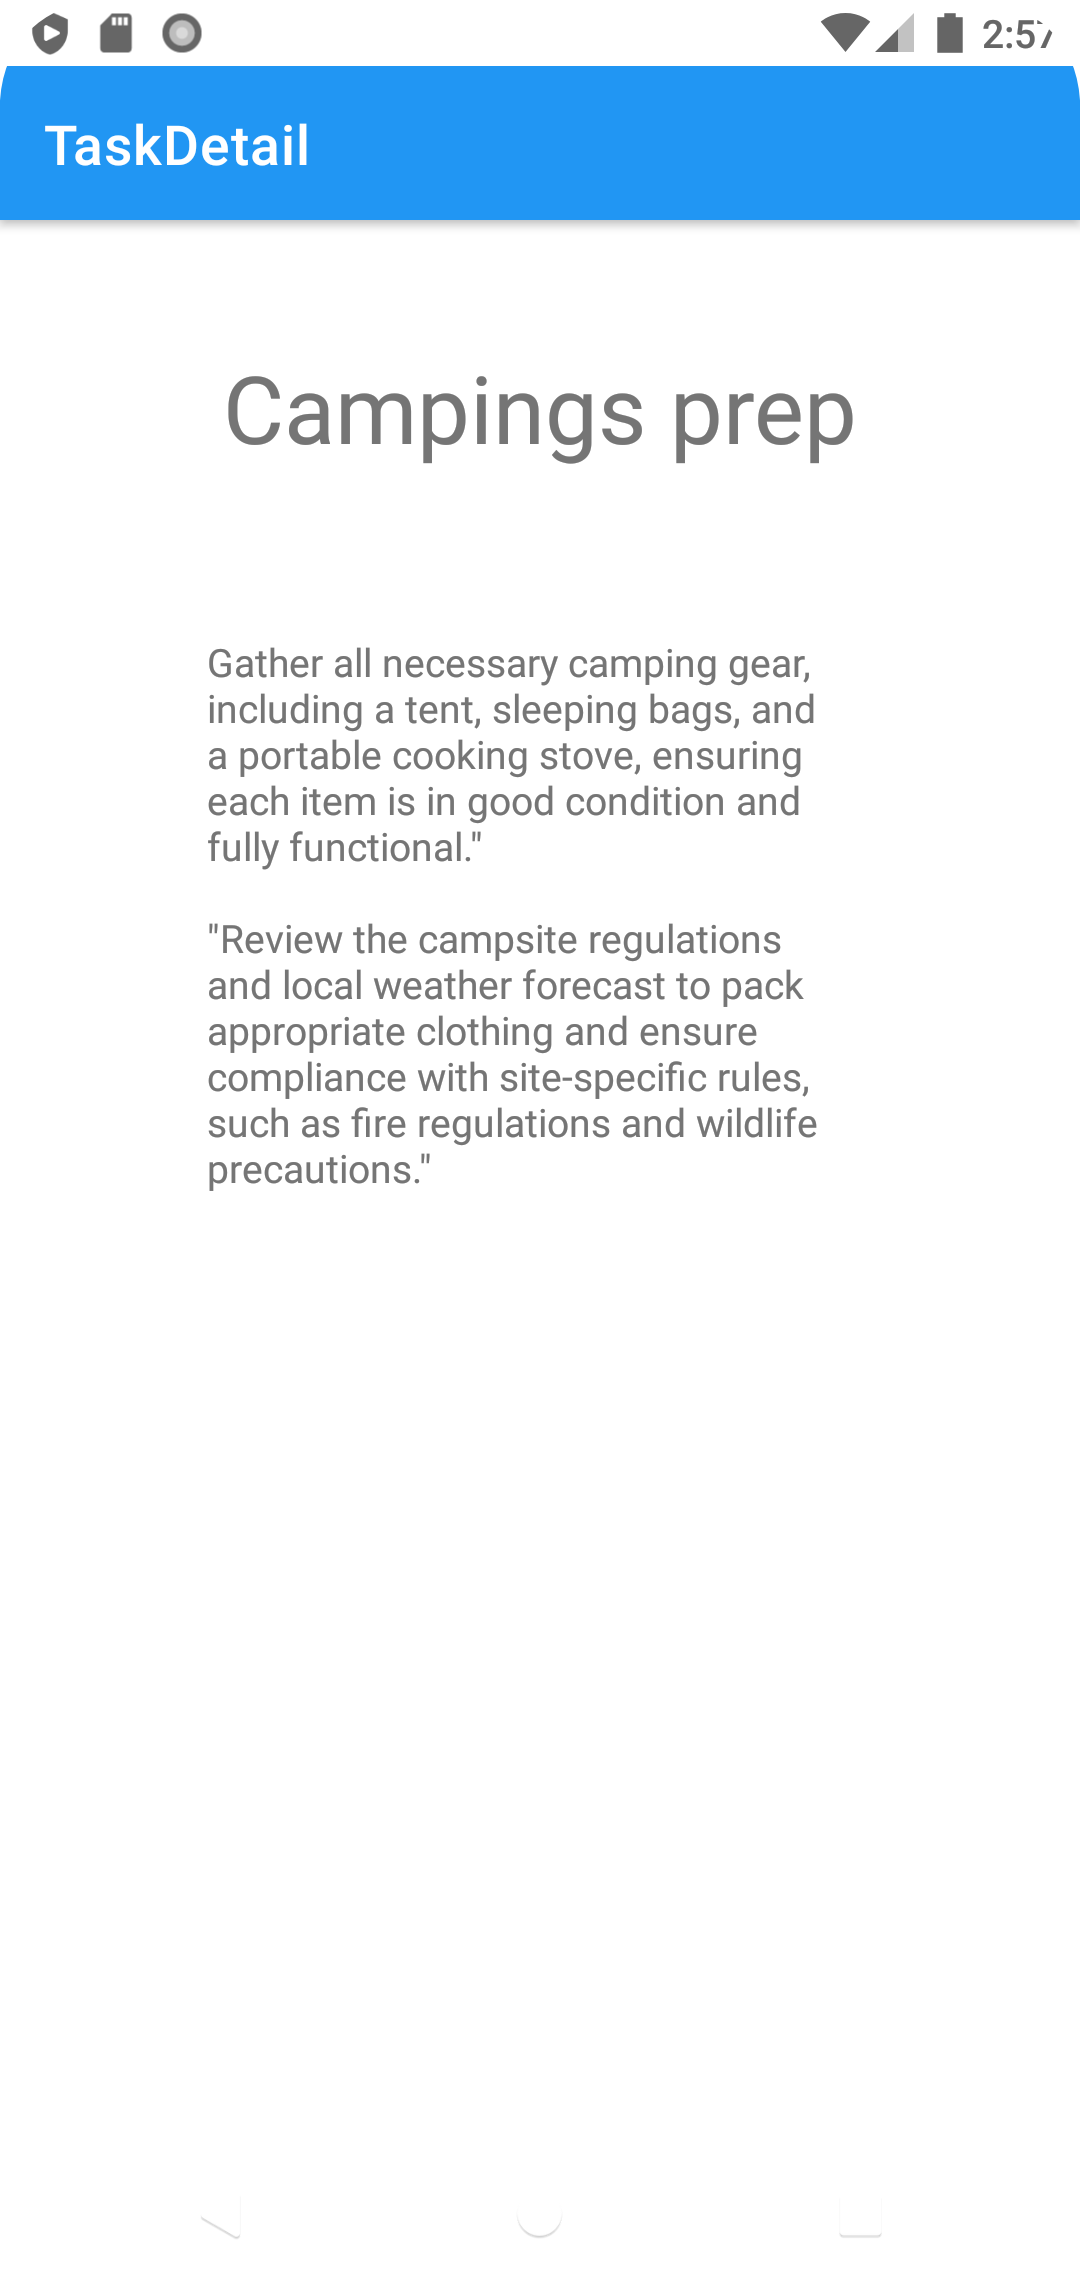 2:57
TaskDetail
Campings prep
Gather all necessary camping gear,
including a tent, sleeping bags, and
a portable cooking stove, ensuring
each item is in good condition and
fully functional."
"Review the campsite regulations
and local weather forecast to pack
appropriate clothing and ensure
compliance with site-specific rules,
such as fire regulations and wildlife
precautions."